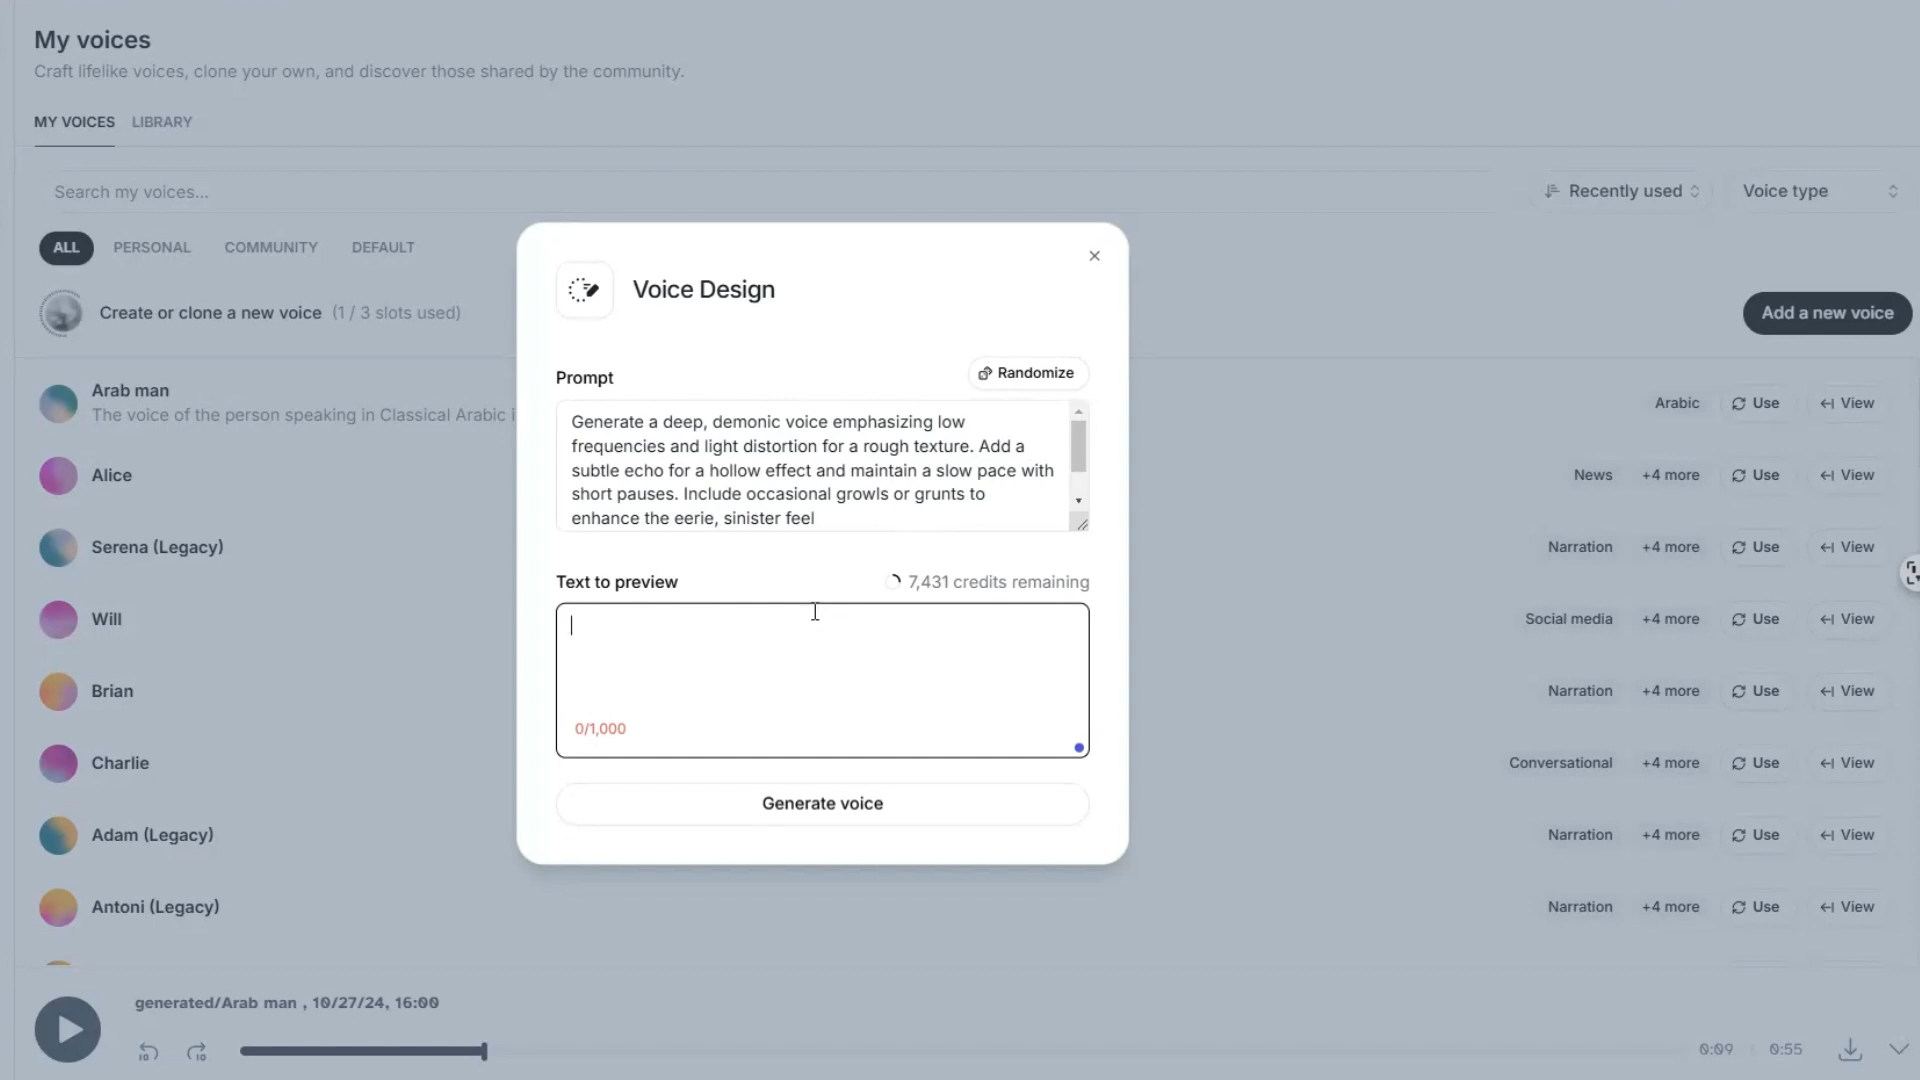 My voices
Craft lifelike voices, clone your own, and discover those shared by the community.
MY VOICES LIBRARY
Search my voices...
Recently used
Voice type
ALL PERSONAL COMMUNITY DEFAULT
Create or clone a new voice (1 / 3 slots used)
Add a new voice
Arab man
The voice of the person speaking in Classical Arabic i
Arabic Use View
Alice
News +4 more Use View
Serena (Legacy)
Narration +4 more Use View
Will
Social media +4 more Use View
Brian
Narration +4 more Use View
Charlie
Conversational +4 more Use View
Adam (Legacy)
Narration +4 more Use View
Antoni (Legacy)
Narration +4 more Use View
Voice Design
Prompt
Randomize
Generate a deep, demonic voice emphasizing low
frequencies and light distortion for a rough texture. Add a
subtle echo for a hollow effect and maintain a slow pace with
short pauses. Include occasional growls or grunts to
enhance the eerie, sinister feel
Text to preview
7,431 credits remaining
0/1,000
Generate voice
generated/Arab man , 10/27/24, 16:00
10 10
0:09 0:55